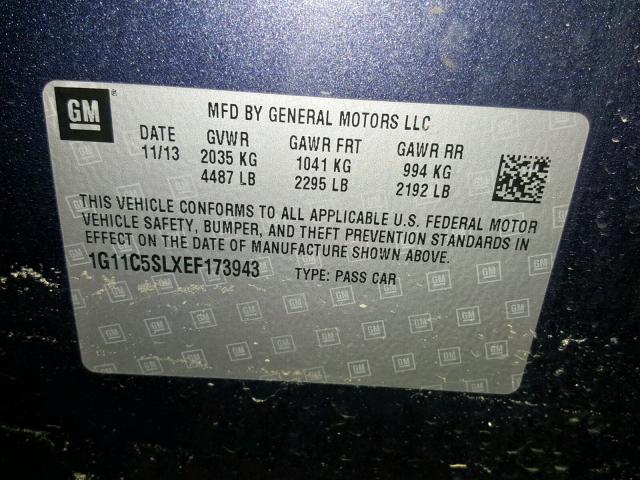 GM
MFD BY GENERAL MOTORS LLC
DATE GVWR GAWR FRT GAWR RR
11/13 2035 KG 1041 KG 994 KG
4487 LB 2295 LB 2192 LB
THIS VEHICLE CONFORMS TO ALL APPLICABLE U.S. FEDERAL MOTOR
VEHICLE SAFETY, BUMPER, AND THEFT PREVENTION STANDARDS IN
EFFECT ON THE DATE OF MANUFACTURE SHOWN ABOVE.
1G11C5SLXEF173943 TYPE: PASS CAR